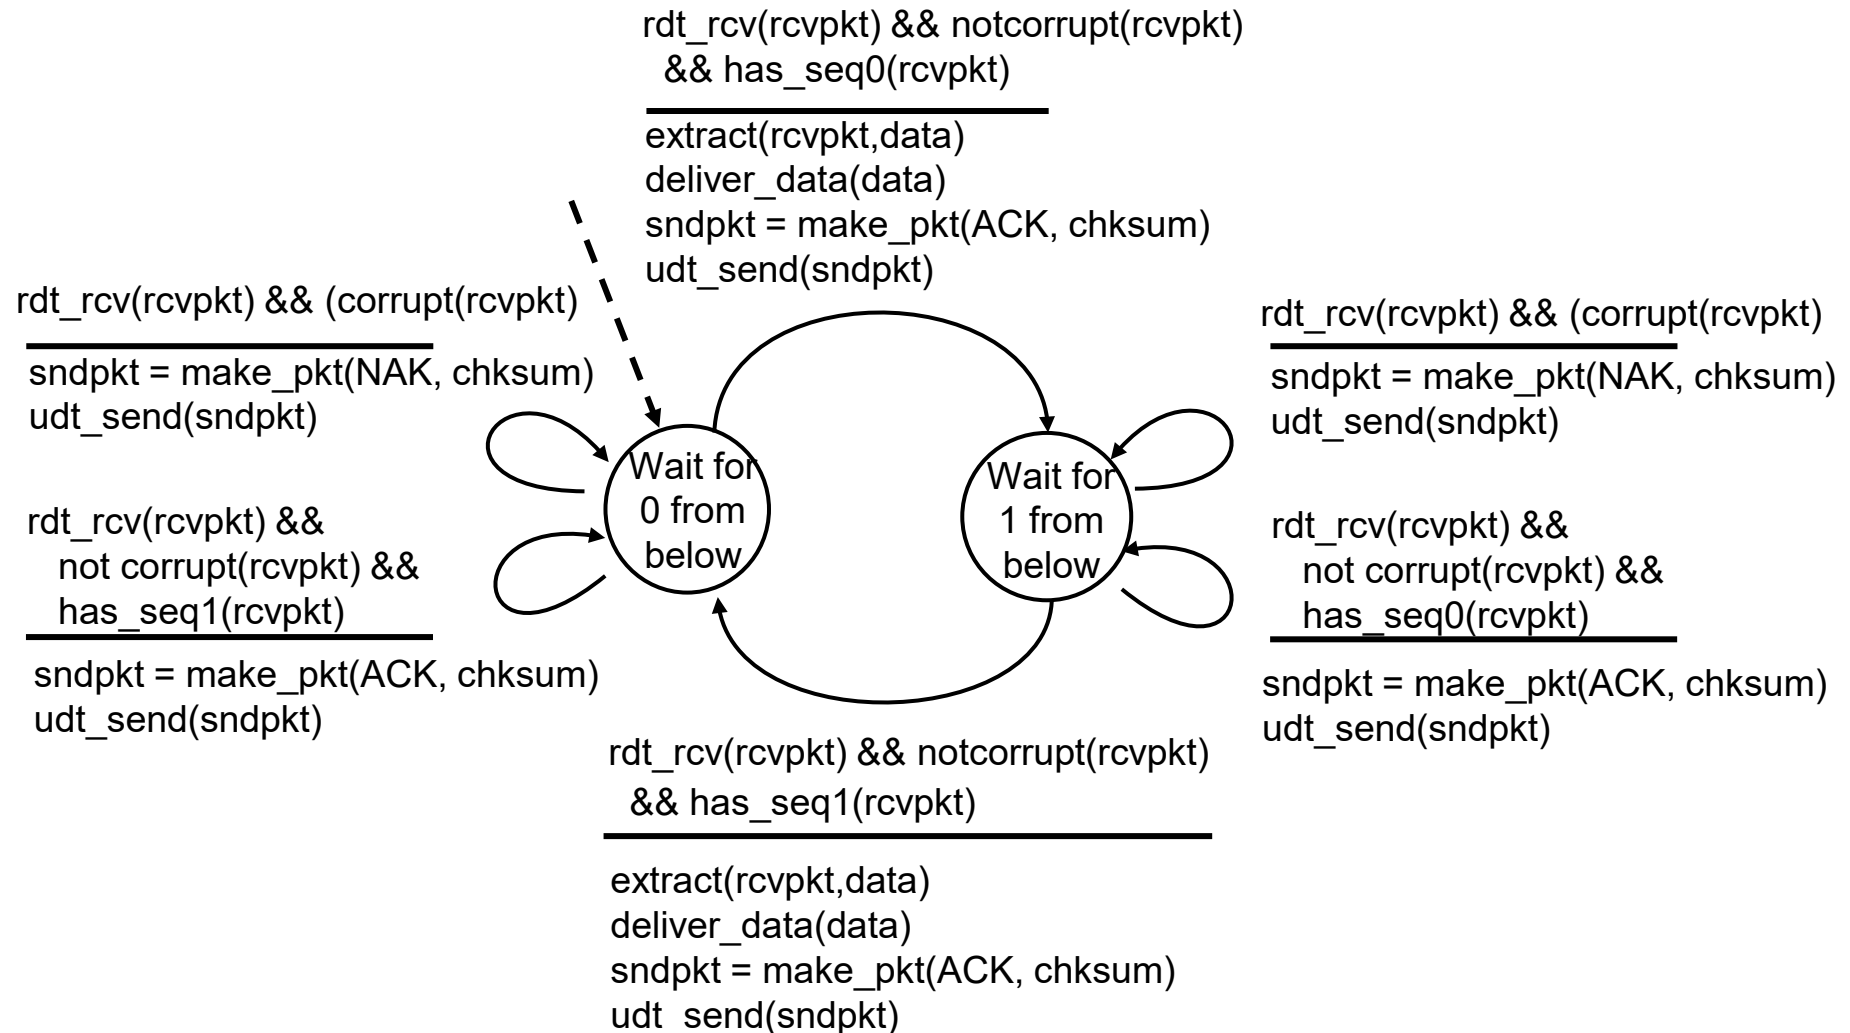 rdt_rcv(rcvpkt) && notcorrupt(rcvpkt)
&& has_seq0(rcvpkt)
extract(rcvpkt,data)
deliver_data(data)
sndpkt = make_pkt(ACK, chksum)
udt_send(sndpkt)
rdt_rcv(rcvpkt) && (corrupt(rcvpkt)
sndpkt = make_pkt(NAK, chksum)
udt_send(sndpkt)
rdt_rcv(rcvpkt) &&
not corrupt(rcvpkt) &&
has_seq1(rcvpkt)
sndpkt = make_pkt(ACK, chksum)
udt_send(sndpkt)
Wait for
0 from
below
Wait for
1 from
below
rdt_rcv(rcvpkt) && (corrupt(rcvpkt)
sndpkt = make_pkt(NAK, chksum)
udt_send(sndpkt)
rdt_rcv(rcvpkt) &&
not corrupt(rcvpkt) &&
has_seq0(rcvpkt)
sndpkt = make_pkt(ACK, chksum)
udt_send(sndpkt)
rdt_rcv(rcvpkt) && notcorrupt(rcvpkt)
&& has_seq1(rcvpkt)
extract(rcvpkt,data)
deliver_data(data)
sndpkt = make_pkt(ACK, chksum)
udt_send(sndpkt)